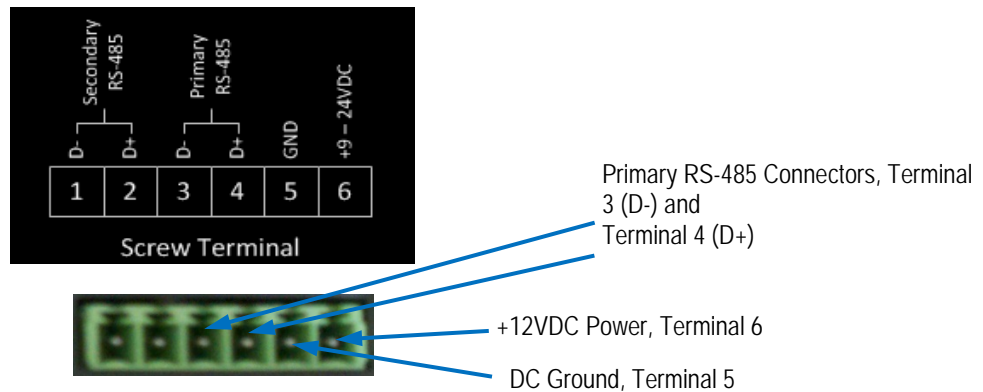 Secondary
RS-485
Primary
RS-485
D-
D+
D-
D+
GND
+9 – 24VDC
1 2 3 4 5 6
Screw Terminal
Primary RS-485 Connectors, Terminal
3 (D-) and
Terminal 4 (D+)
+12VDC Power, Terminal 6
DC Ground, Terminal 5